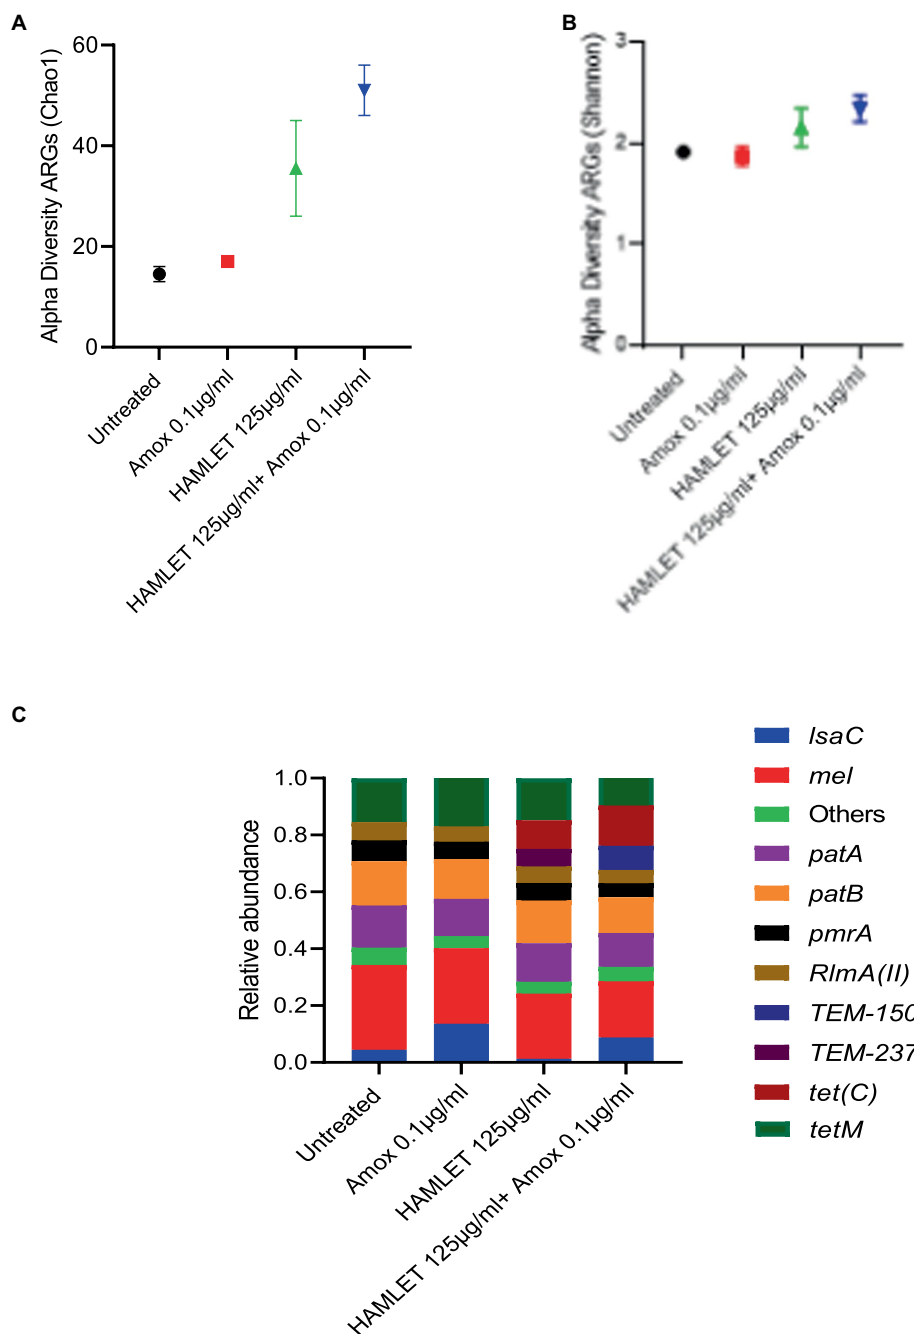 A
Alpha Diversity ARGs (Chao1)
60
40
20
0
Untreated
Amox 0.1µg/ml
HAMLET 125µg/ml
HAMLET 125µg/ml+ Amox 0.1µg/ml
B
Alpha Diversity ARGs (Shannon)
3
2
1
0
Untreated
Amox 0.1µg/ml
HAMLET 125µg/ml
HAMLET 125µg/ml+ Amox 0.1µg/ml
C
Relative abundance
1.0
0.8
0.6
0.4
0.2
0.0
Untreated
Amox 0.1µg/ml
HAMLET 125µg/ml
HAMLET 125µg/ml+ Amox 0.1µg/ml
lsaC
mel
Others
patA
patB
pmrA
RlmA(II)
TEM-150
TEM-237
tet(C)
tetM